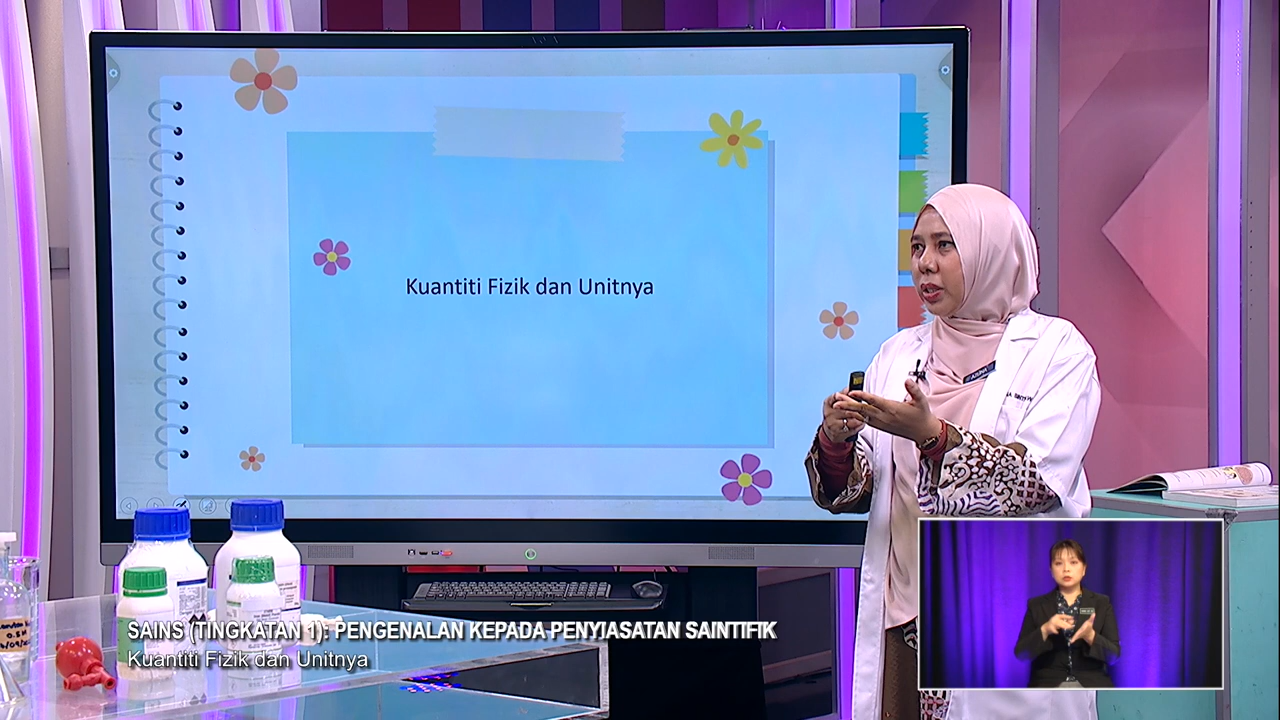 Kuantiti Fizik dan Unitnya
SAINS (TINGKATAN 1): PENGENALAN KEPADA PENYIASATAN SAINTIFIK
Kuantiti Fizik dan Unitnya